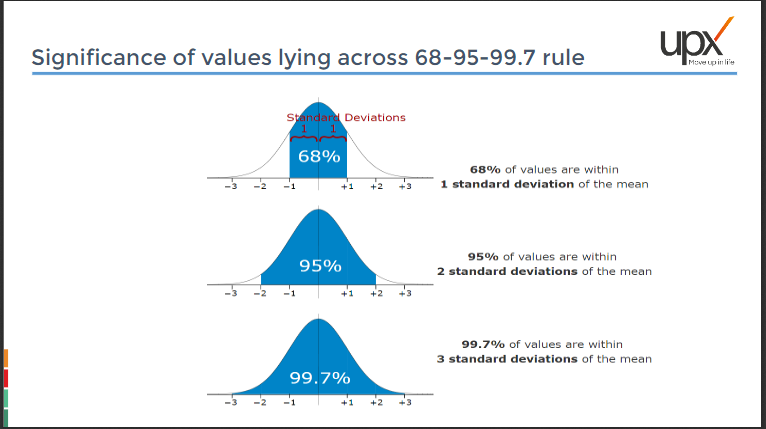 Significance of values lying across 68-95-99.7 rule
upx
Move up in life
Standard Deviations
1 1
68%
-3 -2 -1 +1 +2 +3
68% of values are within
1 standard deviation of the mean
95%
-3 -2 -1 +1 +2 +3
95% of values are within
2 standard deviations of the mean
99.7%
-3 -2 -1 +1 +2 +3
99.7% of values are within
3 standard deviations of the mean